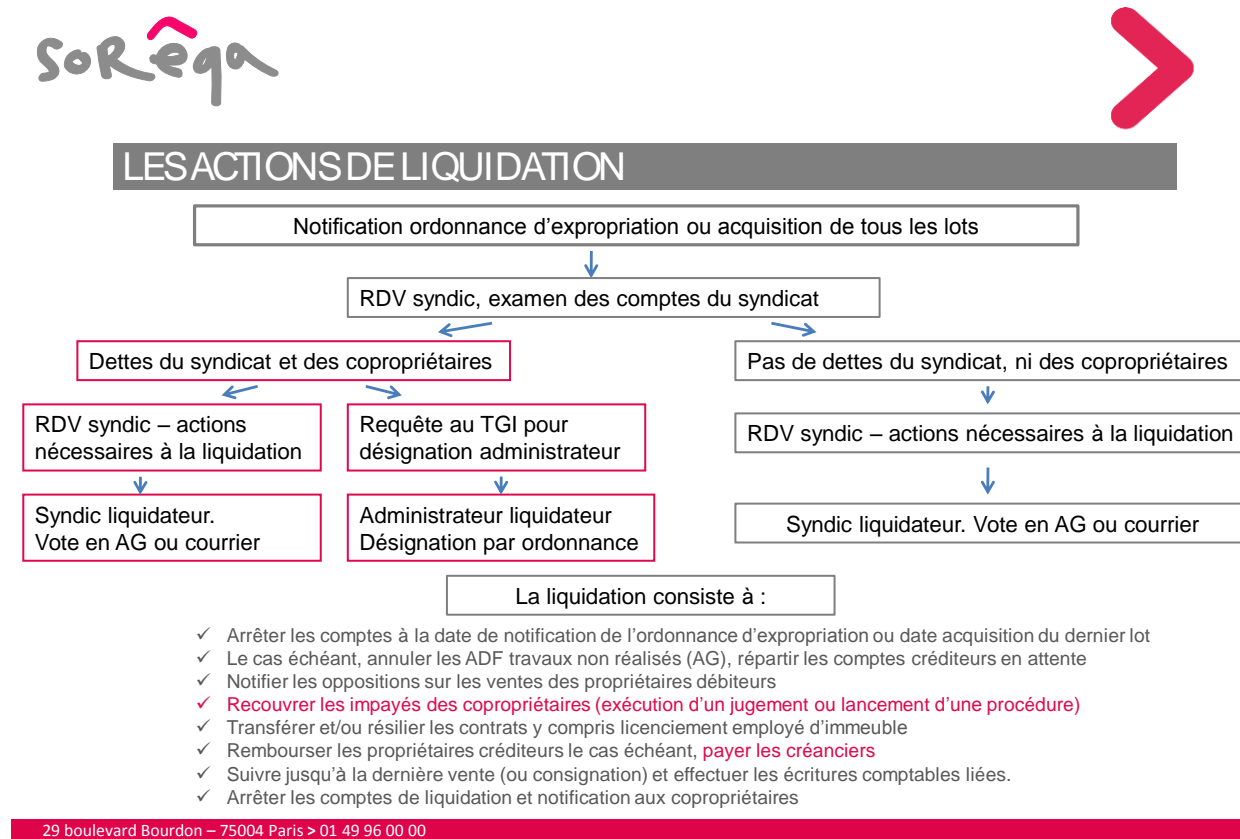 soRêqa
LES ACTIONS DE LIQUIDATION
Notification ordonnance d'expropriation ou acquisition de tous les lots
RDV syndic, examen des comptes du syndicat
Dettes du syndicat et des copropriétaires
Pas de dettes du syndicat, ni des copropriétaires
RDV syndic – actions
nécessaires à la liquidation
Requête au TGI pour
désignation administrateur
RDV syndic – actions nécessaires à la liquidation
Syndic liquidateur.
Vote en AG ou courrier
Administrateur liquidateur
Désignation par ordonnance
Syndic liquidateur. Vote en AG ou courrier
La liquidation consiste à :
✓ Arrêter les comptes à la date de notification de l'ordonnance d'expropriation ou date acquisition du dernier lot
✓ Le cas échéant, annuler les ADF travaux non réalisés (AG), répartir les comptes créditeurs en attente
✓ Notifier les oppositions sur les ventes des propriétaires débiteurs
✓ Recouvrer les impayés des copropriétaires (exécution d'un jugement ou lancement d'une procédure)
✓ Transférer et/ou résilier les contrats y compris licenciement employé d'immeuble
✓ Rembourser les propriétaires créditeurs le cas échéant, payer les créanciers
✓ Suivre jusqu'à la dernière vente (ou consignation) et effectuer les écritures comptables liées.
✓ Arrêter les comptes de liquidation et notification aux copropriétaires
29 boulevard Bourdon – 75004 Paris > 01 49 96 00 00